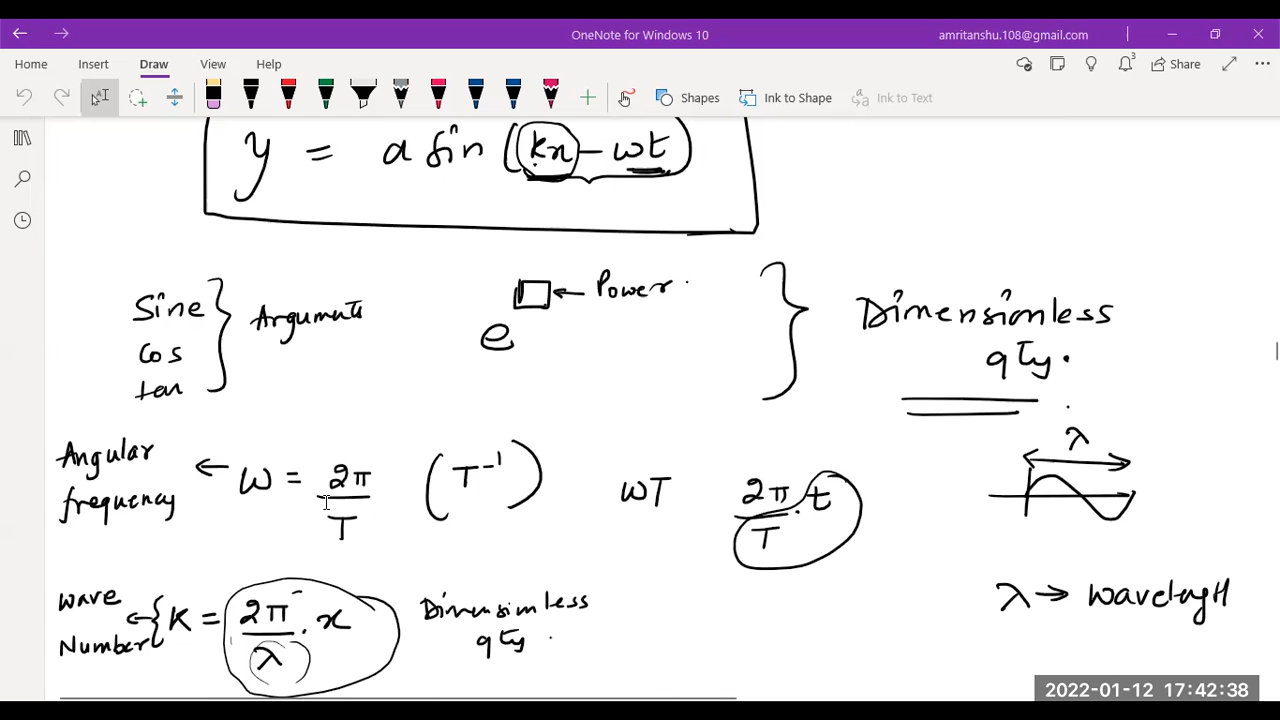 OneNote for Windows 10
amritanshu.108@gmail.com
Home Insert Draw View Help
Share
Shapes
Ink to Shape
Ink to Text
y = a sin (kx - ωt)
Sine
cos
tan
Arguments
e
Power
Dimensionless
qty.
λ
Angular
frequency
ω = 2π
T
(T-1)
WT
2π . t
T
λ → wavelength
Wave
Number
K = 2π . x
λ
Dimensionless
qty .
2022-01-12 17:42:38